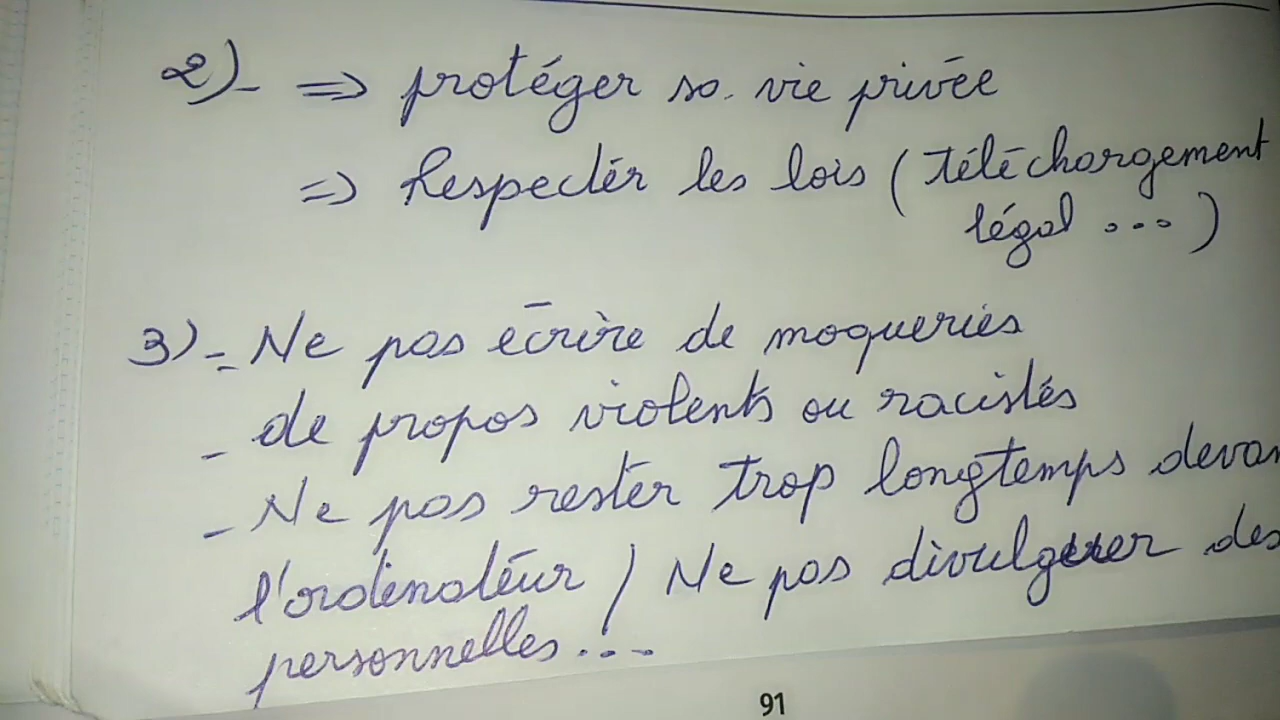 2)- => protéger sa vie privée
=> Respecter les lois (téléchargement
légal ...)
3)- Ne pas écrire de moqueries
- de propos violents ou racistes
- Ne pas rester trop longtemps devan
l'ordinateur / Ne pas divulguer des
personnelles...
91